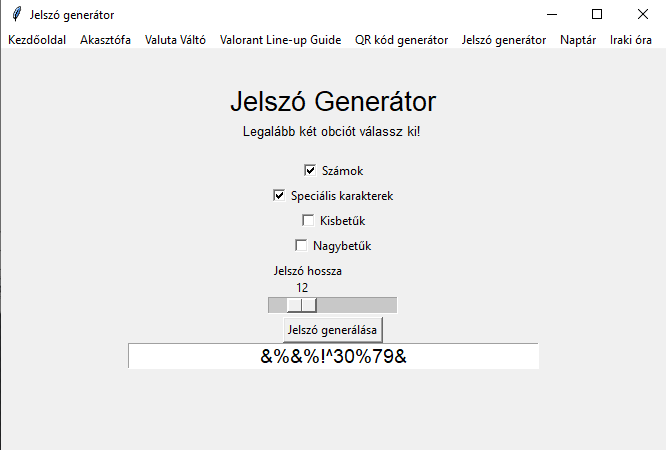 Jelszó generátor
Kezdőoldal Akasztófa Valuta Váltó Valorant Line-up Guide QR kód generátor Jelszó generátor Naptár Iraki óra
Jelszó Generátor
Legalább két obciót válassz ki!
Számok
Speciális karakterek
Kisbetűk
Nagybetűk
Jelszó hossza
12
Jelszó generálása
&%&%!^30%79&